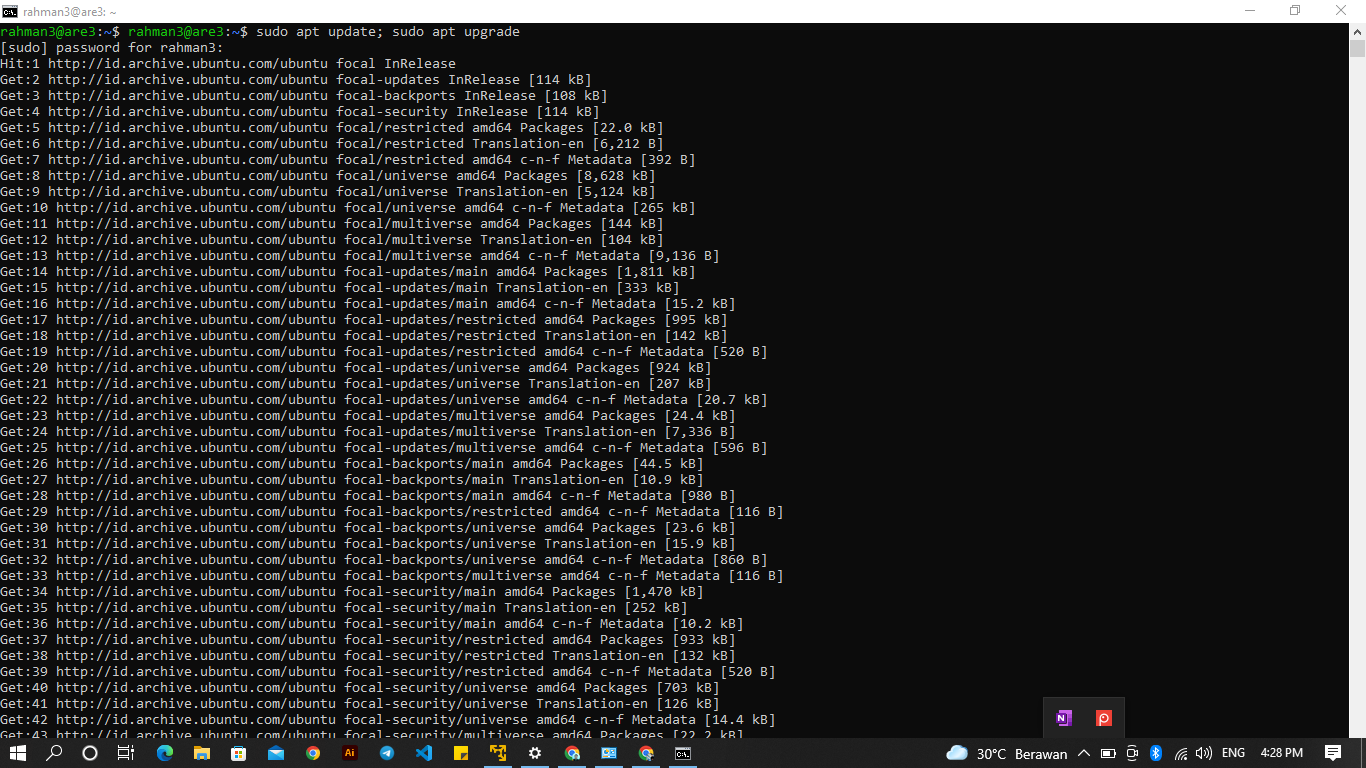 rahman3@are3: ~
rahman3@are3:~$ rahman3@are3:~$ sudo apt update; sudo apt upgrade
[sudo] password for rahman3:
Hit:1 http://id.archive.ubuntu.com/ubuntu focal InRelease
Get:2 http://id.archive.ubuntu.com/ubuntu focal-updates InRelease [114 kB]
Get:3 http://id.archive.ubuntu.com/ubuntu focal-backports InRelease [108 kB]
Get:4 http://id.archive.ubuntu.com/ubuntu focal-security InRelease [114 kB]
Get:5 http://id.archive.ubuntu.com/ubuntu focal/restricted amd64 Packages [22.0 kB]
Get:6 http://id.archive.ubuntu.com/ubuntu focal/restricted Translation-en [6,212 B]
Get:7 http://id.archive.ubuntu.com/ubuntu focal/restricted amd64 c-n-f Metadata [392 B]
Get:8 http://id.archive.ubuntu.com/ubuntu focal/universe amd64 Packages [8,628 kB]
Get:9 http://id.archive.ubuntu.com/ubuntu focal/universe Translation-en [5,124 kB]
Get:10 http://id.archive.ubuntu.com/ubuntu focal/universe amd64 c-n-f Metadata [265 kB]
Get:11 http://id.archive.ubuntu.com/ubuntu focal/multiverse amd64 Packages [144 kB]
Get:12 http://id.archive.ubuntu.com/ubuntu focal/multiverse Translation-en [104 kB]
Get:13 http://id.archive.ubuntu.com/ubuntu focal/multiverse amd64 c-n-f Metadata [9,136 B]
Get:14 http://id.archive.ubuntu.com/ubuntu focal-updates/main amd64 Packages [1,811 kB]
Get:15 http://id.archive.ubuntu.com/ubuntu focal-updates/main Translation-en [333 kB]
Get:16 http://id.archive.ubuntu.com/ubuntu focal-updates/main amd64 c-n-f Metadata [15.2 kB]
Get:17 http://id.archive.ubuntu.com/ubuntu focal-updates/restricted amd64 Packages [995 kB]
Get:18 http://id.archive.ubuntu.com/ubuntu focal-updates/restricted Translation-en [142 kB]
Get:19 http://id.archive.ubuntu.com/ubuntu focal-updates/restricted amd64 c-n-f Metadata [520 B]
Get:20 http://id.archive.ubuntu.com/ubuntu focal-updates/universe amd64 Packages [924 kB]
Get:21 http://id.archive.ubuntu.com/ubuntu focal-updates/universe Translation-en [207 kB]
Get:22 http://id.archive.ubuntu.com/ubuntu focal-updates/universe amd64 c-n-f Metadata [20.7 kB]
Get:23 http://id.archive.ubuntu.com/ubuntu focal-updates/multiverse amd64 Packages [24.4 kB]
Get:24 http://id.archive.ubuntu.com/ubuntu focal-updates/multiverse Translation-en [7,336 B]
Get:25 http://id.archive.ubuntu.com/ubuntu focal-updates/multiverse amd64 c-n-f Metadata [596 B]
Get:26 http://id.archive.ubuntu.com/ubuntu focal-backports/main amd64 Packages [44.5 kB]
Get:27 http://id.archive.ubuntu.com/ubuntu focal-backports/main Translation-en [10.9 kB]
Get:28 http://id.archive.ubuntu.com/ubuntu focal-backports/main amd64 c-n-f Metadata [980 B]
Get:29 http://id.archive.ubuntu.com/ubuntu focal-backports/restricted amd64 c-n-f Metadata [116 B]
Get:30 http://id.archive.ubuntu.com/ubuntu focal-backports/universe amd64 Packages [23.6 kB]
Get:31 http://id.archive.ubuntu.com/ubuntu focal-backports/universe Translation-en [15.9 kB]
Get:32 http://id.archive.ubuntu.com/ubuntu focal-backports/universe amd64 c-n-f Metadata [860 B]
Get:33 http://id.archive.ubuntu.com/ubuntu focal-backports/multiverse amd64 c-n-f Metadata [116 B]
Get:34 http://id.archive.ubuntu.com/ubuntu focal-security/main amd64 Packages [1,470 kB]
Get:35 http://id.archive.ubuntu.com/ubuntu focal-security/main Translation-en [252 kB]
Get:36 http://id.archive.ubuntu.com/ubuntu focal-security/main amd64 c-n-f Metadata [10.2 kB]
Get:37 http://id.archive.ubuntu.com/ubuntu focal-security/restricted amd64 Packages [933 kB]
Get:38 http://id.archive.ubuntu.com/ubuntu focal-security/restricted Translation-en [132 kB]
Get:39 http://id.archive.ubuntu.com/ubuntu focal-security/restricted amd64 c-n-f Metadata [520 B]
Get:40 http://id.archive.ubuntu.com/ubuntu focal-security/universe amd64 Packages [703 kB]
Get:41 http://id.archive.ubuntu.com/ubuntu focal-security/universe Translation-en [126 kB]
Get:42 http://id.archive.ubuntu.com/ubuntu focal-security/universe amd64 c-n-f Metadata [14.4 kB]
Get:43 http://id.archive.ubuntu.com/ubuntu focal-security/multiverse amd64 Packages [22.2 kB]
Ai
30°C Berawan ENG 4:28 PM